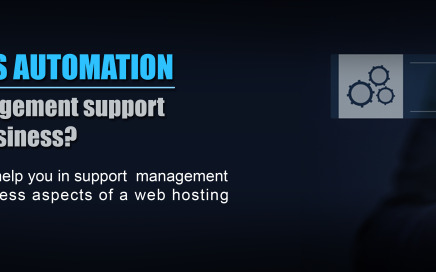 S AUTOMATION
gement support
siness?
help you in support management
ess aspects of a web hosting